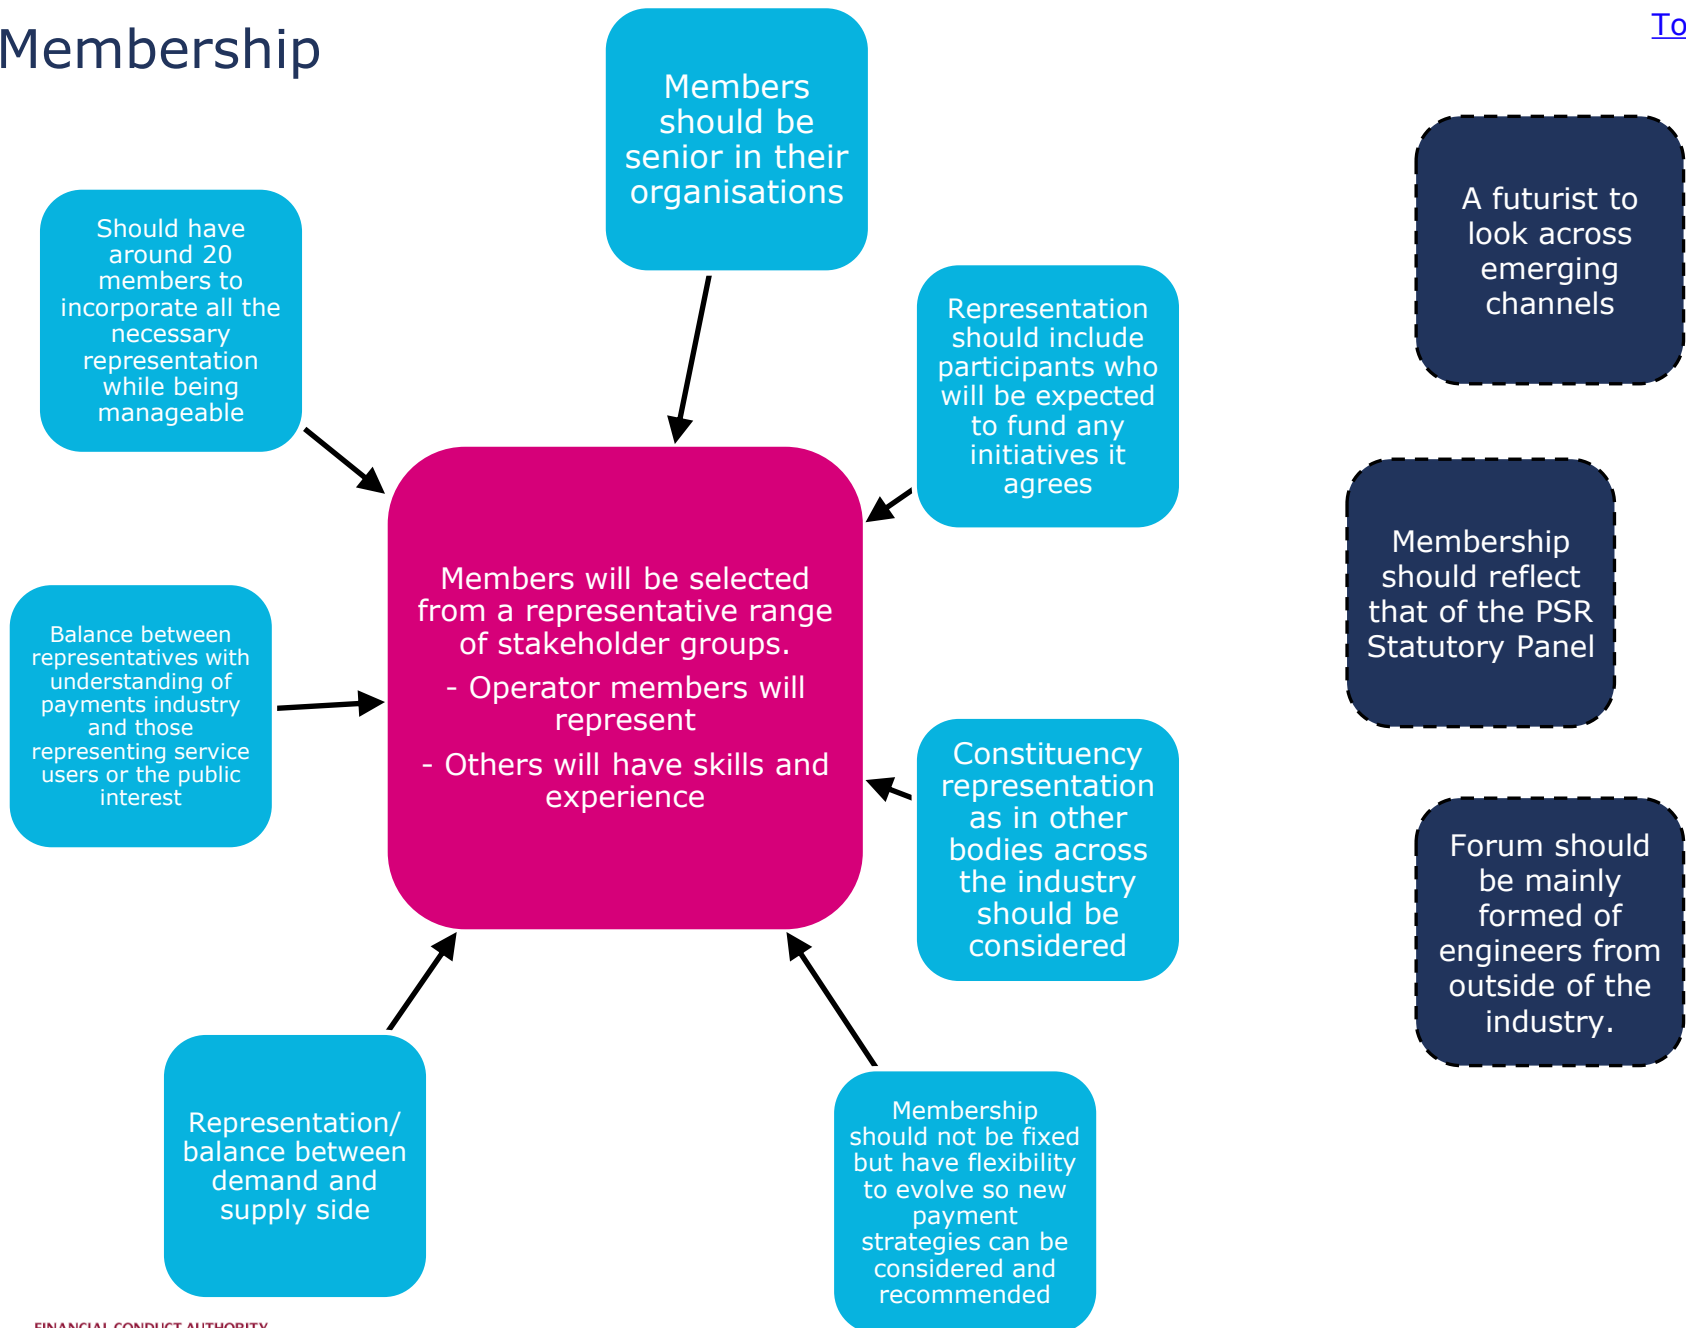 Membership
To
Members
should be
senior in their
organisations
Should have
around 20
members to
incorporate all the
necessary
representation
while being
manageable
Representation
should include
participants who
will be expected
to fund any
initiatives it
agrees
Members will be selected
from a representative range
of stakeholder groups.
- Operator members will
represent
- Others will have skills and
experience
Balance between
representatives with
understanding of
payments industry
and those
representing service
users or the public
interest
Constituency
representation
as in other
bodies across
the industry
should be
considered
Representation/
balance between
demand and
supply side
Membership
should not be fixed
but have flexibility
to evolve so new
payment
strategies can be
considered and
recommended
A futurist to
look across
emerging
channels
Membership
should reflect
that of the PSR
Statutory Panel
Forum should
be mainly
formed of
engineers from
outside of the
industry.
FINANCIAL CONDUCT AUTHORITY